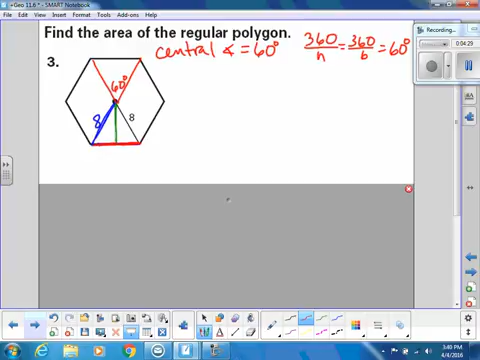 +Geo 11.6 * - SMART Notebook
File Edit View Insert Format Tools Add-ons Help
Recording...
00:04:29
Find the area of the regular polygon.
central ∡ = 60°
360/n = 360/6 = 60°
3.
60°
8
8
3:40 PM
4/4/2016